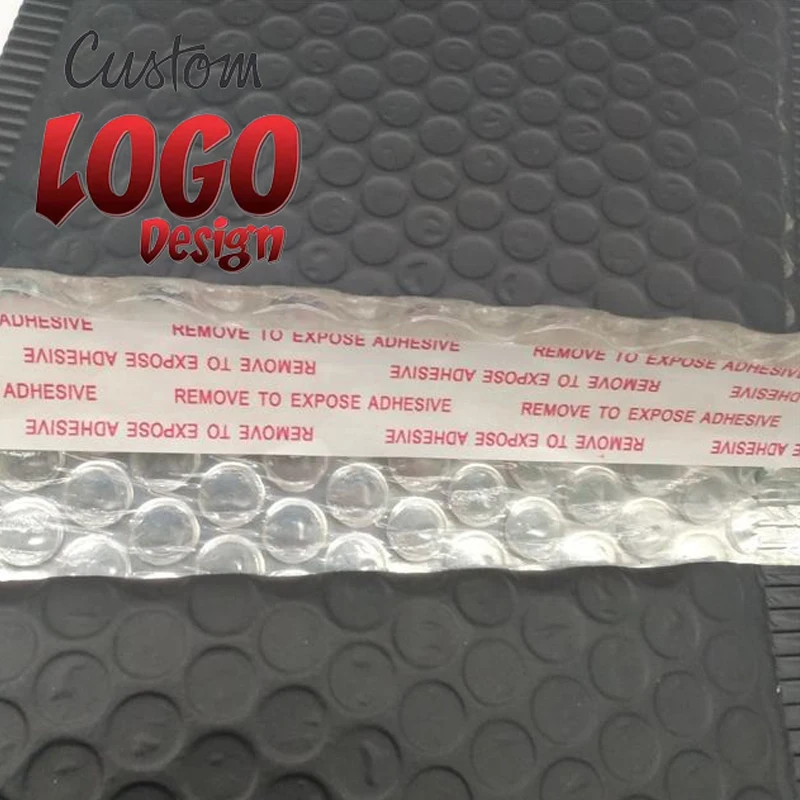 Custom
LOGO
Design
ADHESIVE REMOVE TO EXPOSE ADHESIVE REMOVE TO EXPOSE ADHESIVE
REMOVE TO EXPOSE ADHESIVE REMOVE TO EXPOSE ADHESIVE ADHESIVE
ADHESIVE REMOVE TO EXPOSE ADHESIVE REMOVE TO EXPOSE ADHESIVE
REMOVE TO EXPOSE ADHESIVE REMOVE TO EXPOSE ADHESIVE EXPOSE ADHESIVE